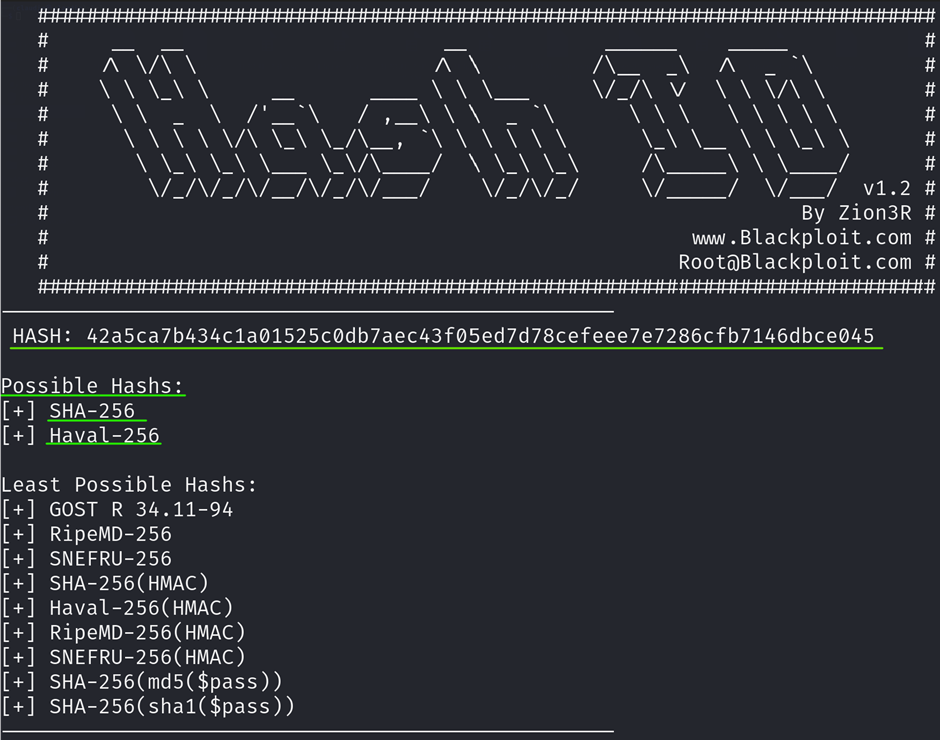 Hash ID
v1.2
By Zion3R
www.Blackploit.com
Root@Blackploit.com
HASH: 42a5ca7b434c1a01525c0db7aec43f05ed7d78cefeee7e7286cfb7146dbce045
Possible Hashs:
[+] SHA-256
[+] Haval-256
Least Possible Hashs:
[+] GOST R 34.11-94
[+] RipeMD-256
[+] SNEFRU-256
[+] SHA-256(HMAC)
[+] Haval-256(HMAC)
[+] RipeMD-256(HMAC)
[+] SNEFRU-256(HMAC)
[+] SHA-256(md5($pass))
[+] SHA-256(sha1($pass))